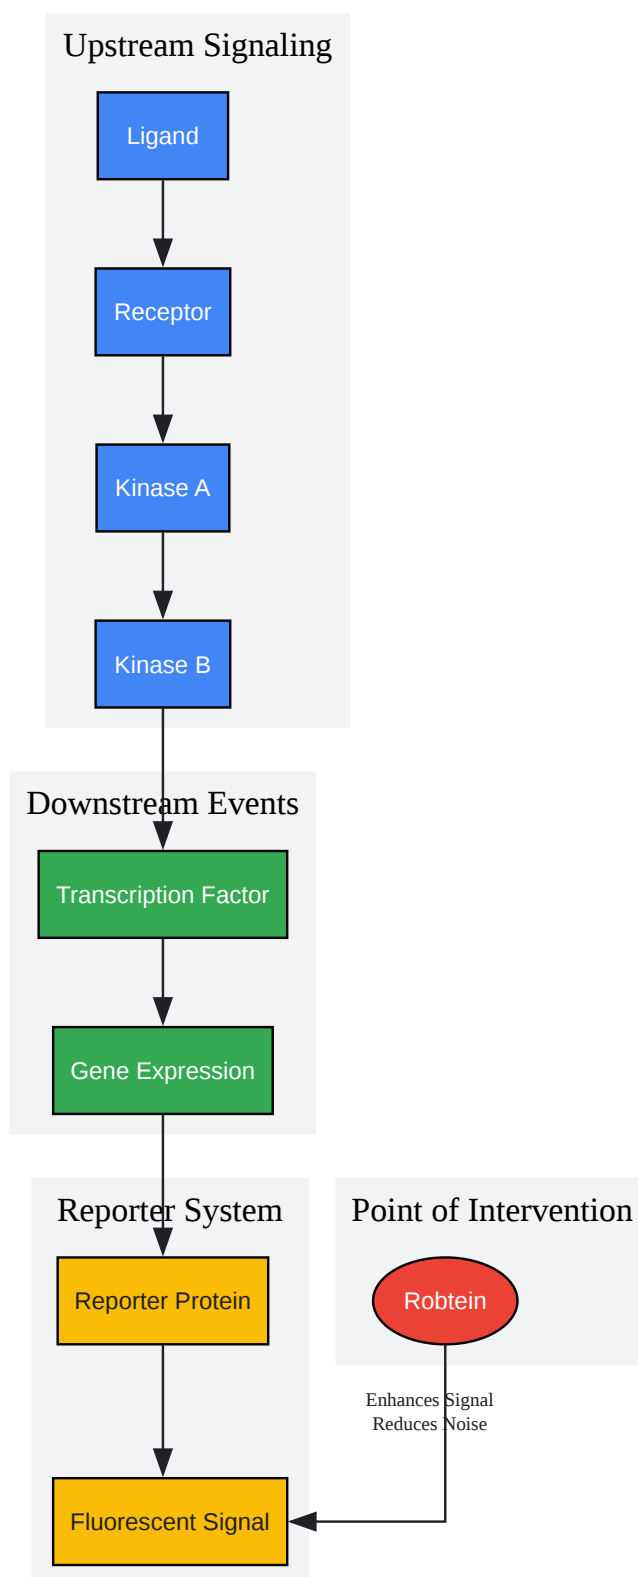 Upstream Signaling
Ligand
Receptor
Kinase A
Kinase B
Downstream Events
Transcription Factor
Gene Expression
Reporter System
Point of Intervention
Reporter Protein
Robtein
Enhances Signal
Reduces Noise
Fluorescent Signal